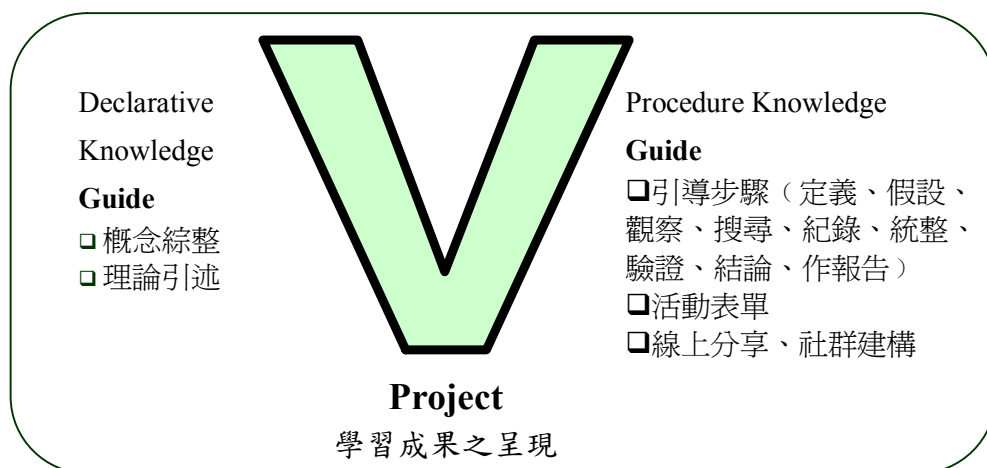 Declarative
Knowledge
Guide
❑概念綜整
❑理論引述
Procedure Knowledge
Guide
❑引導步驟（定義、假設、
觀察、搜尋、紀錄、統整、
驗證、結論、作報告）
❑活動表單
❑線上分享、社群建構
Project
學習成果之呈現